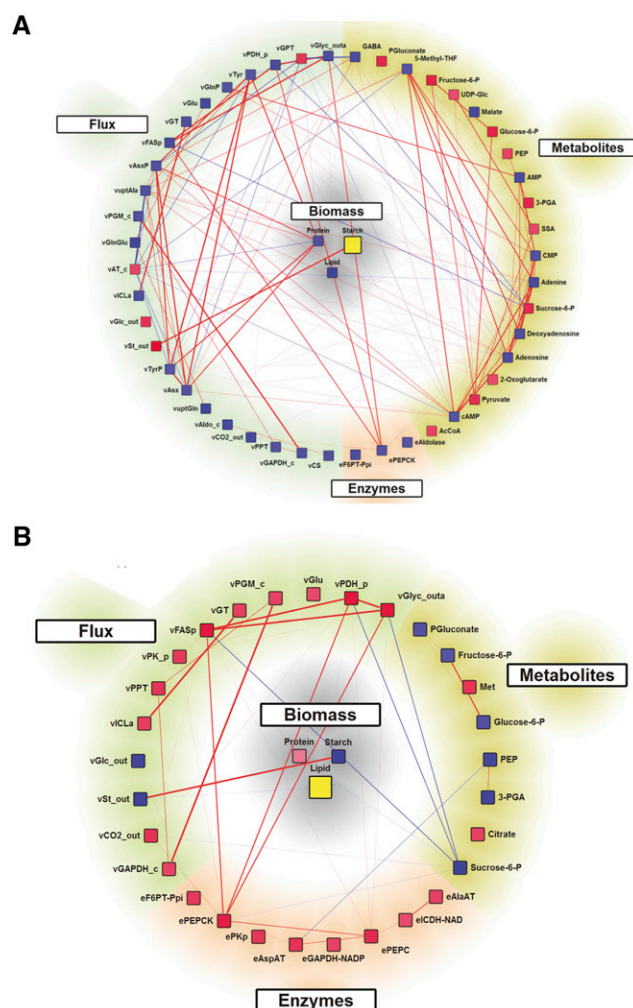 A
vPDH_p
vGPT
vGlyc_outa
GABA
PGluconate
5-Methyl-THF
vTyr
Fructose-6-P
vGlnP
UDP-Glc
vGlu
Malate
Flux
vGT
Glucose-6-P
vFASp
PEP
Metabolites
vAsxP
AMP
vuptAla
3-PGA
Biomass
vPGM_c
SSA
Protein
Starch
vGlnGlu
CMP
Lipid
vAT_c
Adenine
vICLa
Sucrose-6-P
vGlc_out
Deoxyadenosine
vSt_out
Adenosine
vTyrP
2-Oxoglutarate
vAsx
Pyruvate
vuptGln
cAMP
vAldo_c
AcCoA
vCO2_out
eAldolase
vPPT
ePEPCK
vGAPDH_c
eF6PT-Ppi
vCS
Enzymes
B
vGlu
vPDH_p
vPGM_c
vGlyc_outa
vGT
Flux
vFASp
PGluconate
Fructose-6-P
Metabolites
vPK_p
Met
vPPT
Biomass
Glucose-6-P
vICLa
Protein
Starch
vGlc_out
Lipid
PEP
vSt_out
3-PGA
vCO2_out
Citrate
vGAPDH_c
Sucrose-6-P
eF6PT-Ppi
eAlaAT
ePEPCK
eICDH-NAD
ePKp
ePEPC
eAspAT
eGAPDH-NADP
Enzymes